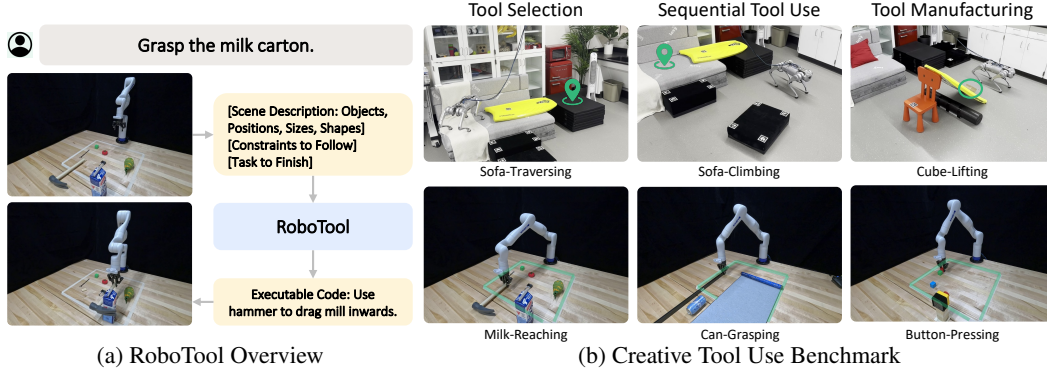 Grasp the milk carton.
[Scene Description: Objects,
Positions, Sizes, Shapes]
[Constraints to Follow]
[Task to Finish]
RoboTool
Executable Code: Use
hammer to drag mill inwards.
(a) RoboTool Overview
Tool Selection
Sequential Tool Use
Tool Manufacturing
Sofa-Traversing
Sofa-Climbing
Cube-Lifting
Milk-Reaching
Can-Grasping
Button-Pressing
(b) Creative Tool Use Benchmark